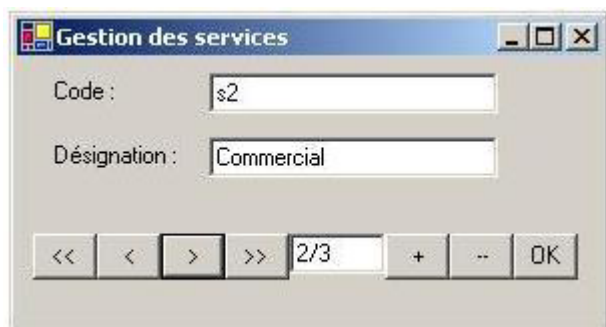 Gestion des services
Code : s2
Désignation : Commercial
<< < > >> 2/3 + -- OK